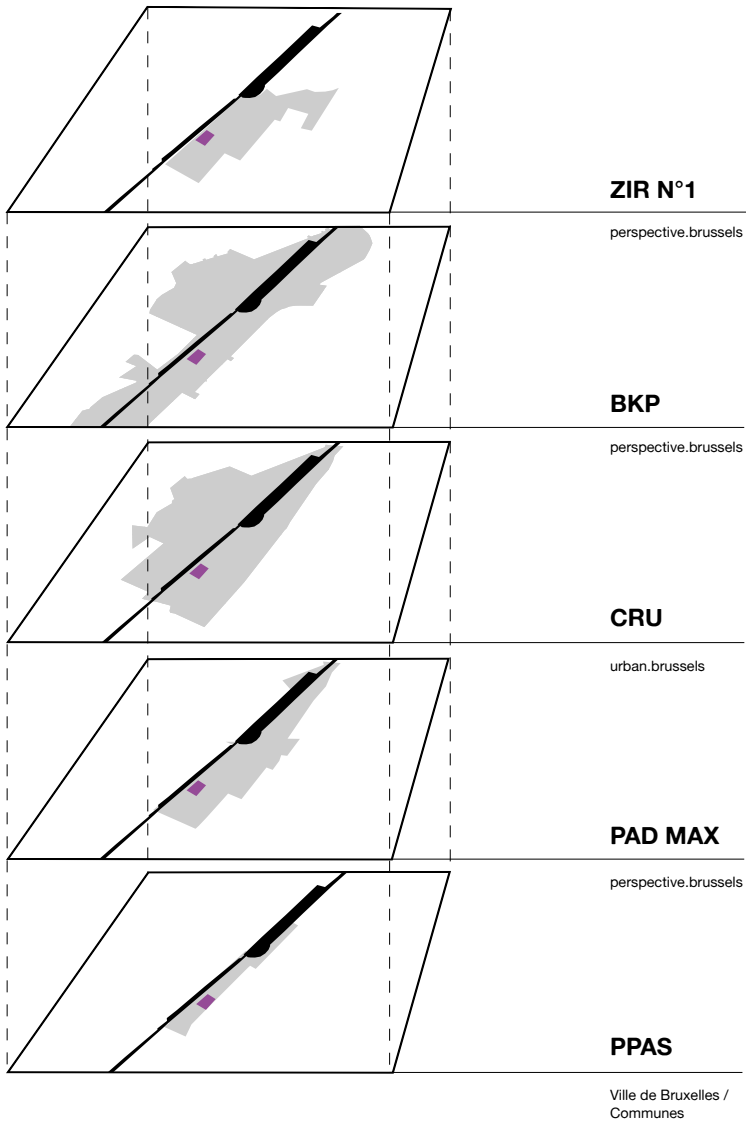 ZIR N°1
perspective.brussels
BKP
perspective.brussels
CRU
urban.brussels
PAD MAX
perspective.brussels
PPAS
Ville de Bruxelles /
Communes